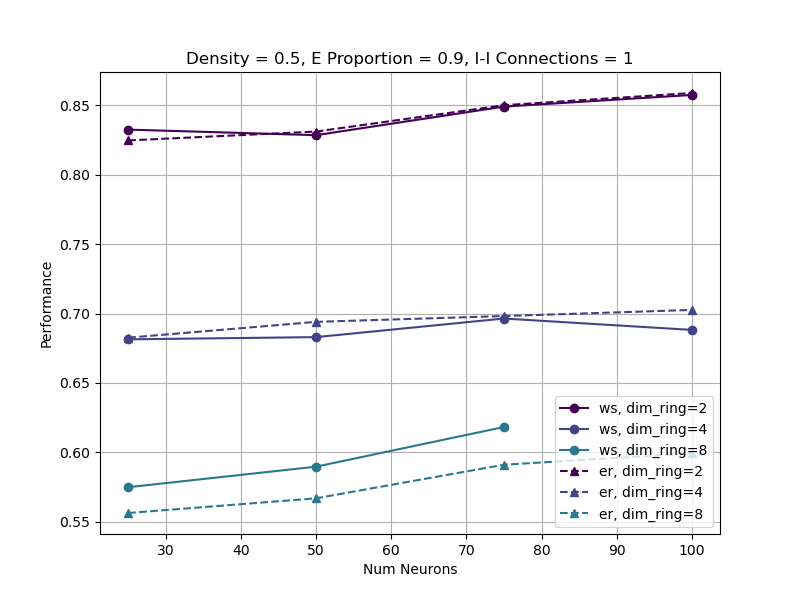 Density = 0.5, E Proportion = 0.9, I-I Connections = 1
Performance
0.85
0.80
0.75
0.70
0.65
0.60
0.55
ws, dim_ring=2
ws, dim_ring=4
ws, dim_ring=8
er, dim_ring=2
er, dim_ring=4
er, dim_ring=8
30 40 50 60 70 80 90 100
Num Neurons